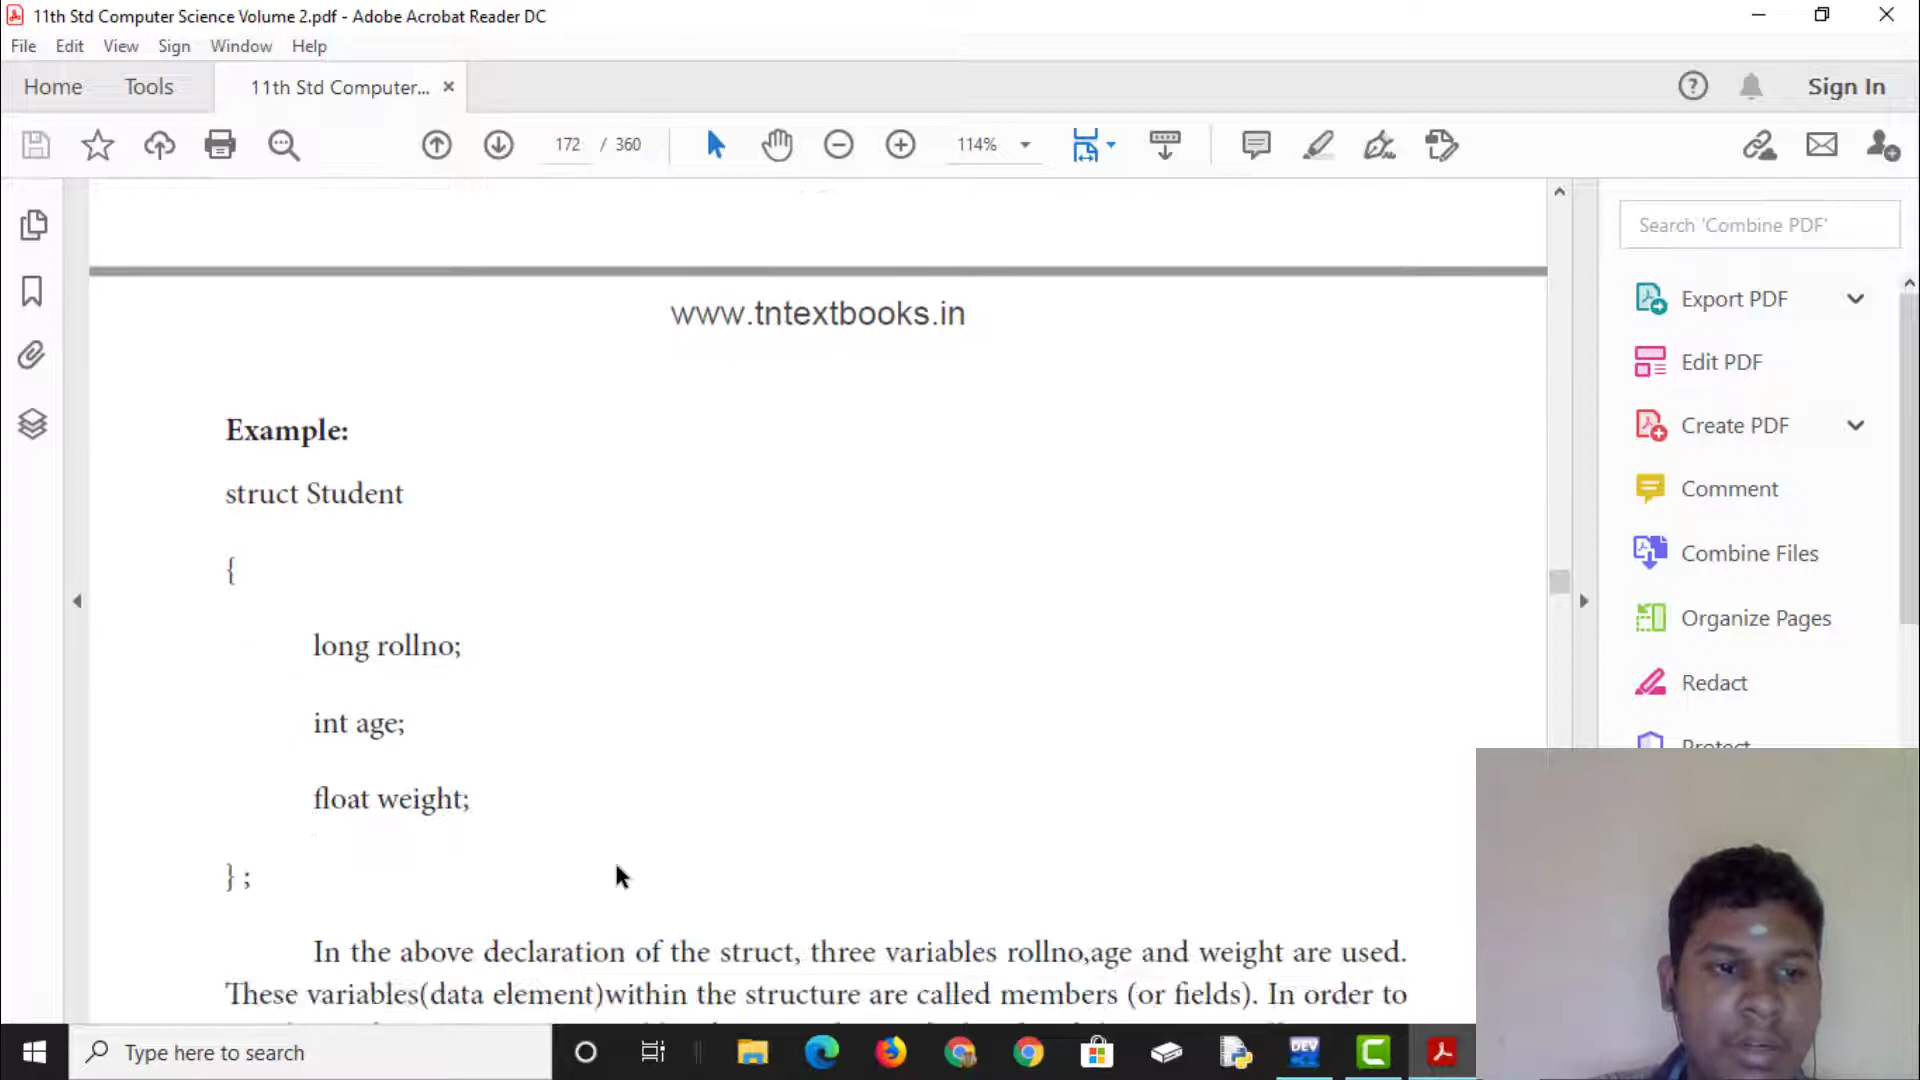 11th Std Computer Science Volume 2.pdf - Adobe Acrobat Reader DC
File Edit View Sign Window Help
Home Tools 11th Std Computer... × Sign In
172 / 360 114%
Search 'Combine PDF'
www.tntextbooks.in
Export PDF
Edit PDF
Create PDF
Comment
Combine Files
Organize Pages
Redact
Protect
Example:
struct Student
{
long rollno;
int age;
float weight;
} ;
In the above declaration of the struct, three variables rollno,age and weight are used.
These variables(data element)within the structure are called members (or fields). In order to
Type here to search
DEV